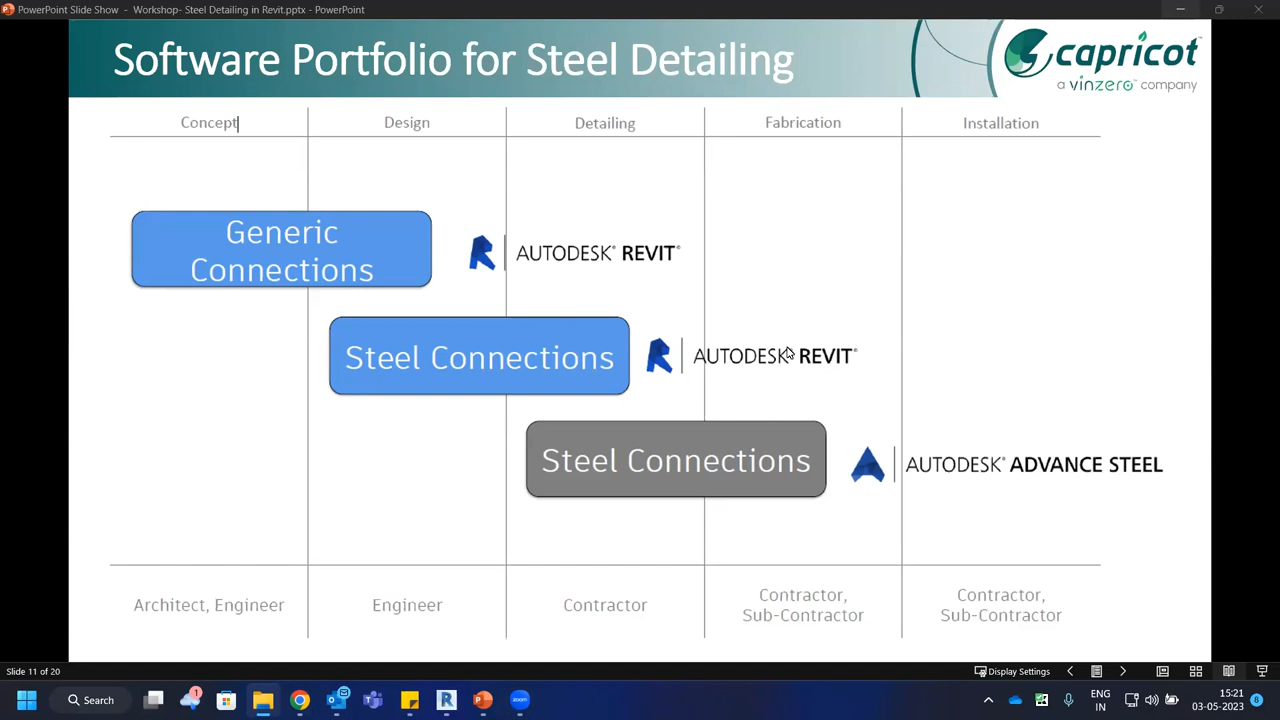 PowerPoint Slide Show - Workshop- Steel Detailing in Revit.pptx - PowerPoint
Software Portfolio for Steel Detailing
capricot
a vinzero company
Concept
Design
Detailing
Fabrication
Installation
Generic
Connections
AUTODESK® REVIT®
Steel Connections
AUTODESK® REVIT®
Steel Connections
AUTODESK® ADVANCE STEEL
Architect, Engineer
Engineer
Contractor
Contractor,
Sub-Contractor
Contractor,
Sub-Contractor
Slide 11 of 20
Display Settings
Search
1
ENG
IN
15:21
03-05-2023
8